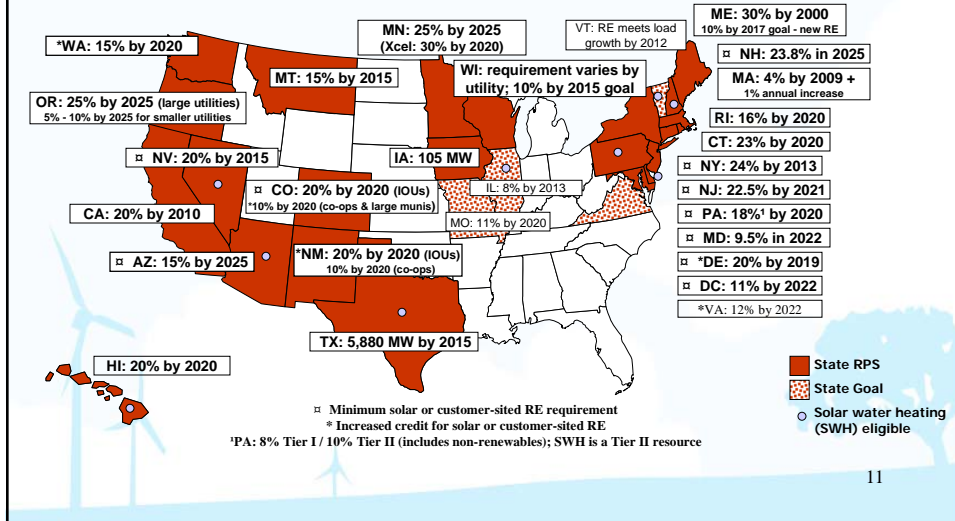 *WA: 15% by 2020
MN: 25% by 2025
(Xcel: 30% by 2020)
VT: RE meets load
growth by 2012
ME: 30% by 2000
10% by 2017 goal - new RE
¤ NH: 23.8% in 2025
MT: 15% by 2015
WI: requirement varies by
utility; 10% by 2015 goal
MA: 4% by 2009 +
1% annual increase
OR: 25% by 2025 (large utilities)
5% - 10% by 2025 for smaller utilities
RI: 16% by 2020
CT: 23% by 2020
¤ NV: 20% by 2015
IA: 105 MW
¤ NY: 24% by 2013
¤ CO: 20% by 2020 (IOUs)
*10% by 2020 (co-ops & large munis)
IL: 8% by 2013
¤ NJ: 22.5% by 2021
CA: 20% by 2010
MO: 11% by 2020
¤ PA: 18%¹ by 2020
¤ MD: 9.5% in 2022
¤ AZ: 15% by 2025
*NM: 20% by 2020 (IOUs)
10% by 2020 (co-ops)
¤ *DE: 20% by 2019
¤ DC: 11% by 2022
*VA: 12% by 2022
TX: 5,880 MW by 2015
HI: 20% by 2020
State RPS
State Goal
Solar water heating
(SWH) eligible
¤ Minimum solar or customer-sited RE requirement
* Increased credit for solar or customer-sited RE
¹PA: 8% Tier I / 10% Tier II (includes non-renewables); SWH is a Tier II resource
11